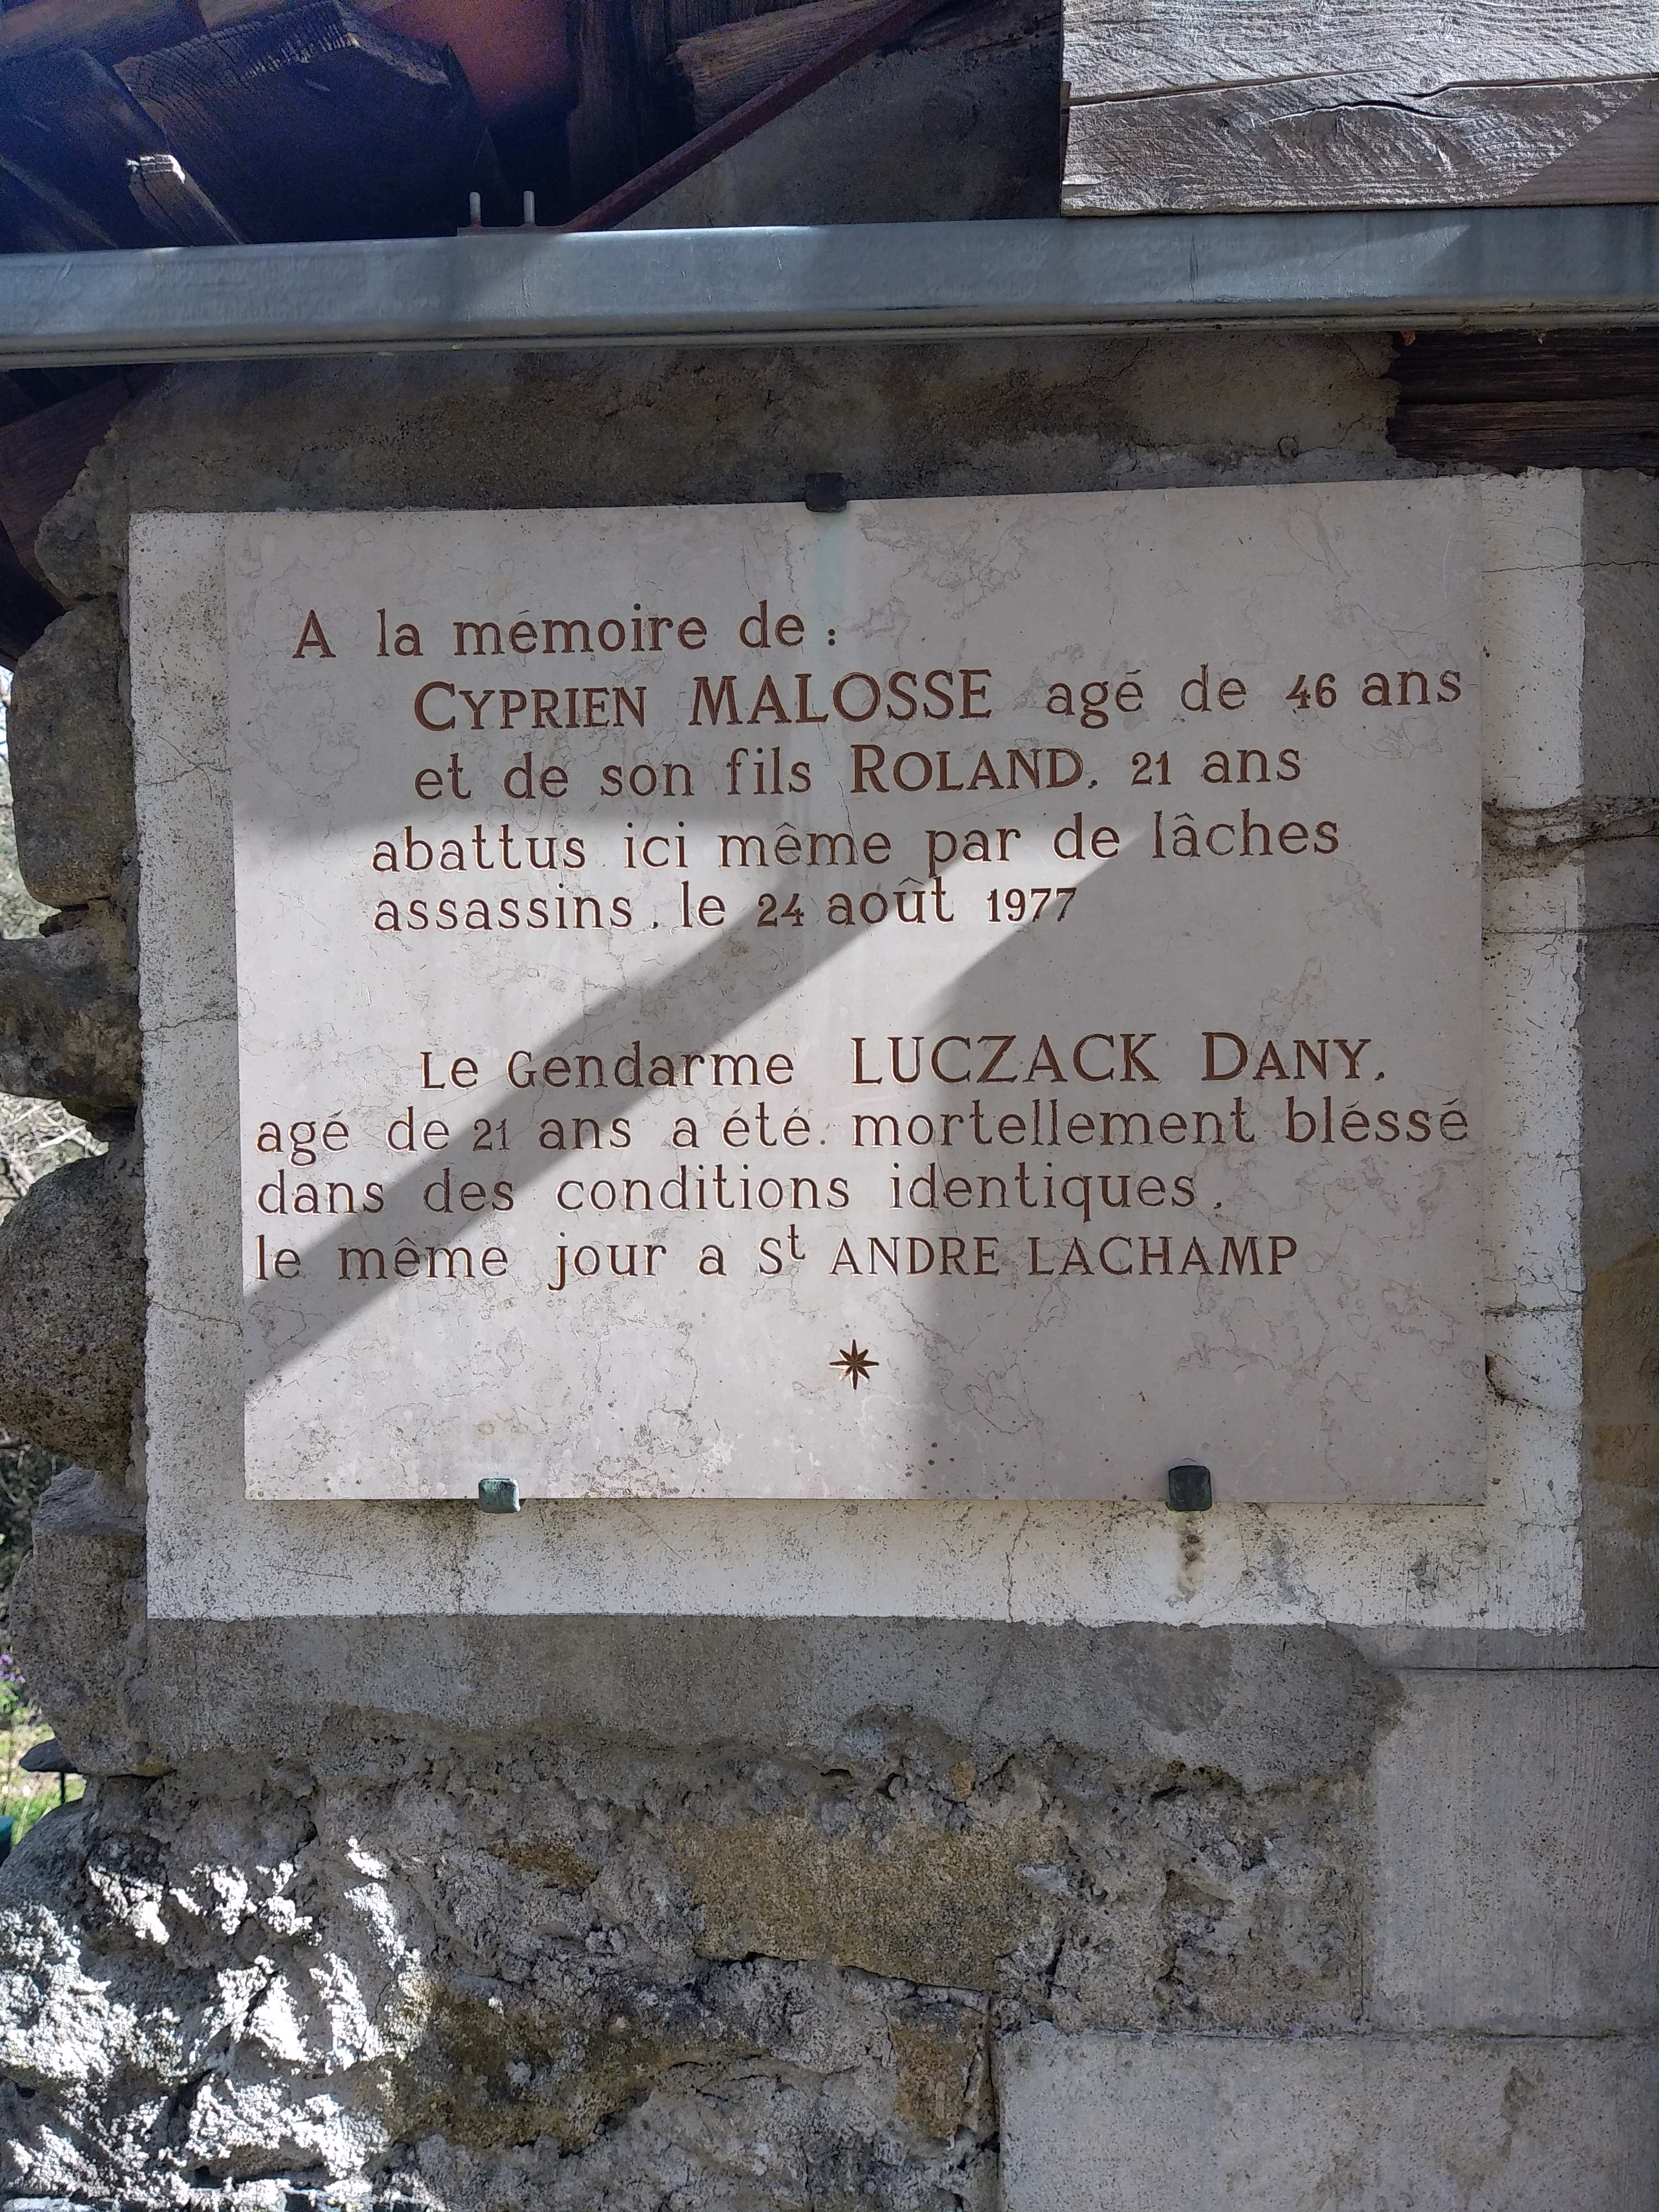 A la mémoire de :
CYPRIEN MALOSSE agé de 46 ans
et de son fils ROLAND, 21 ans
abattus ici même par de lâches
assassins, le 24 août 1977
Le Gendarme LUCZACK DANY,
agé de 21 ans a été mortellement bléssé
dans des conditions identiques,
le même jour a St ANDRE LACHAMP